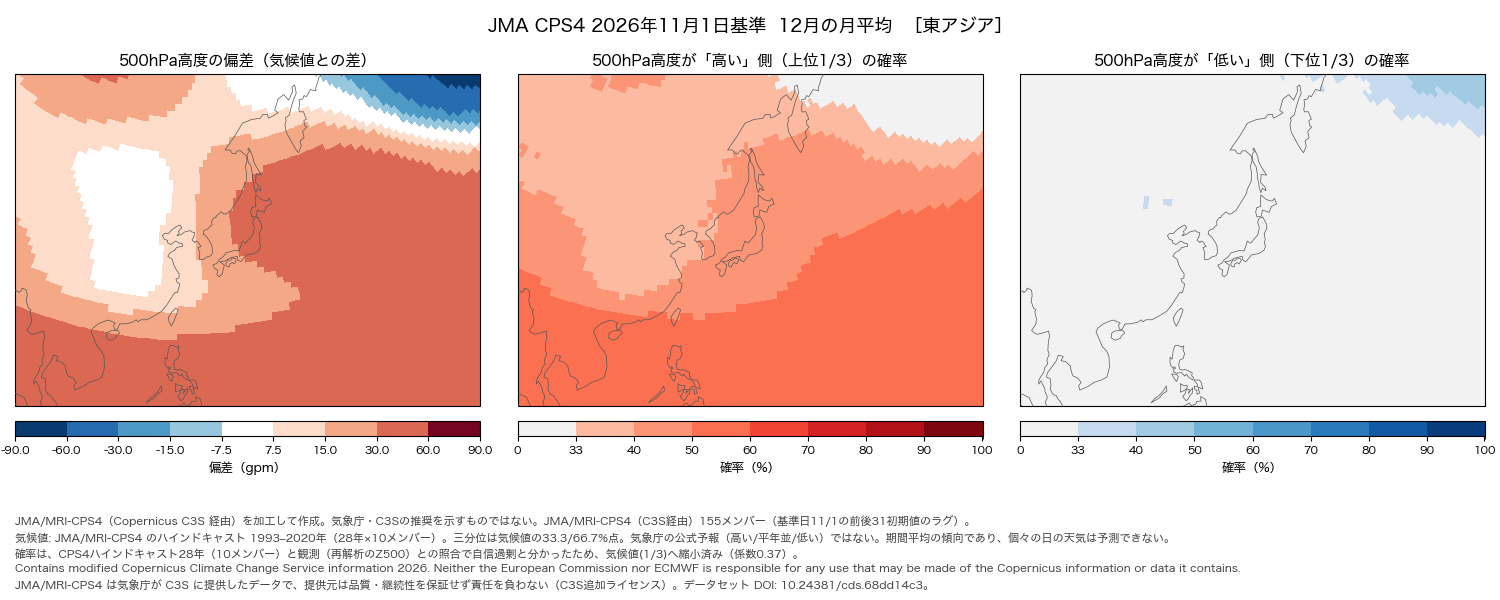 JMA CPS4 2026年11月1日基準 12月の月平均 ［東アジア］
500hPa高度の偏差（気候値との差）
500hPa高度が「高い」側（上位1/3）の確率
500hPa高度が「低い」側（下位1/3）の確率
-90.0 -60.0 -30.0 -15.0 -7.5 7.5 15.0 30.0 60.0 90.0
偏差（gpm）
0 33 40 50 60 70 80 90 100
確率（%）
0 33 40 50 60 70 80 90 100
確率（%）
JMA/MRI-CPS4（Copernicus C3S 経由）を加工して作成。気象庁・C3Sの推奨を示すものではない。JMA/MRI-CPS4（C3S経由）155メンバー（基準日11/1の前後31初期値のラグ）。
気候値: JMA/MRI-CPS4 のハインドキャスト 1993–2020年（28年×10メンバー）。三分位は気候値の33.3/66.7%点。気象庁の公式予報（高い/平年並/低い）ではない。期間平均の傾向であり、個々の日の天気は予測できない。
確率は、CPS4ハインドキャスト28年（10メンバー）と観測（再解析のZ500）との照合で自信過剰と分かったため、気候値(1/3)へ縮小済み（係数0.37）。
Contains modified Copernicus Climate Change Service information 2026. Neither the European Commission nor ECMWF is responsible for any use that may be made of the Copernicus information or data it contains.
JMA/MRI-CPS4 は気象庁が C3S に提供したデータで、提供元は品質・継続性を保証せず責任を負わない（C3S追加ライセンス）。データセット DOI: 10.24381/cds.68dd14c3。